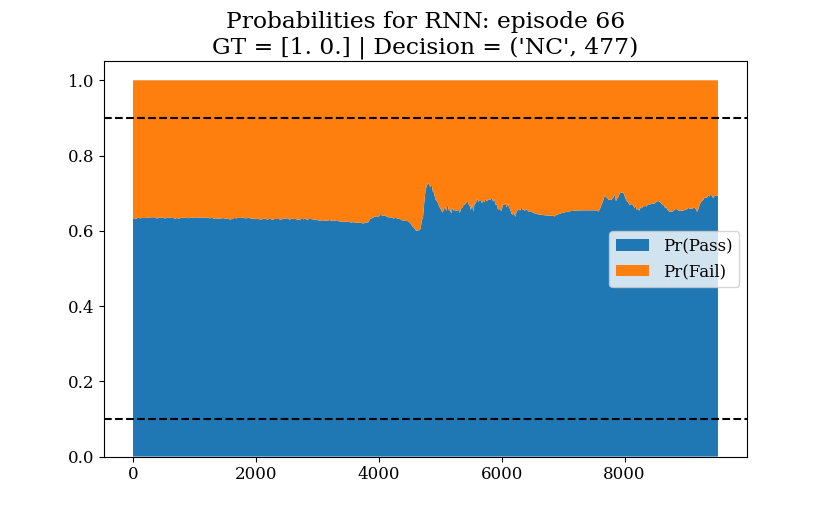 Probabilities for RNN: episode 66
GT = [1. 0.] | Decision = ('NC', 477)
1.0
0.8
0.6
0.4
0.2
0.0
Pr(Pass)
Pr(Fail)
0 2000 4000 6000 8000